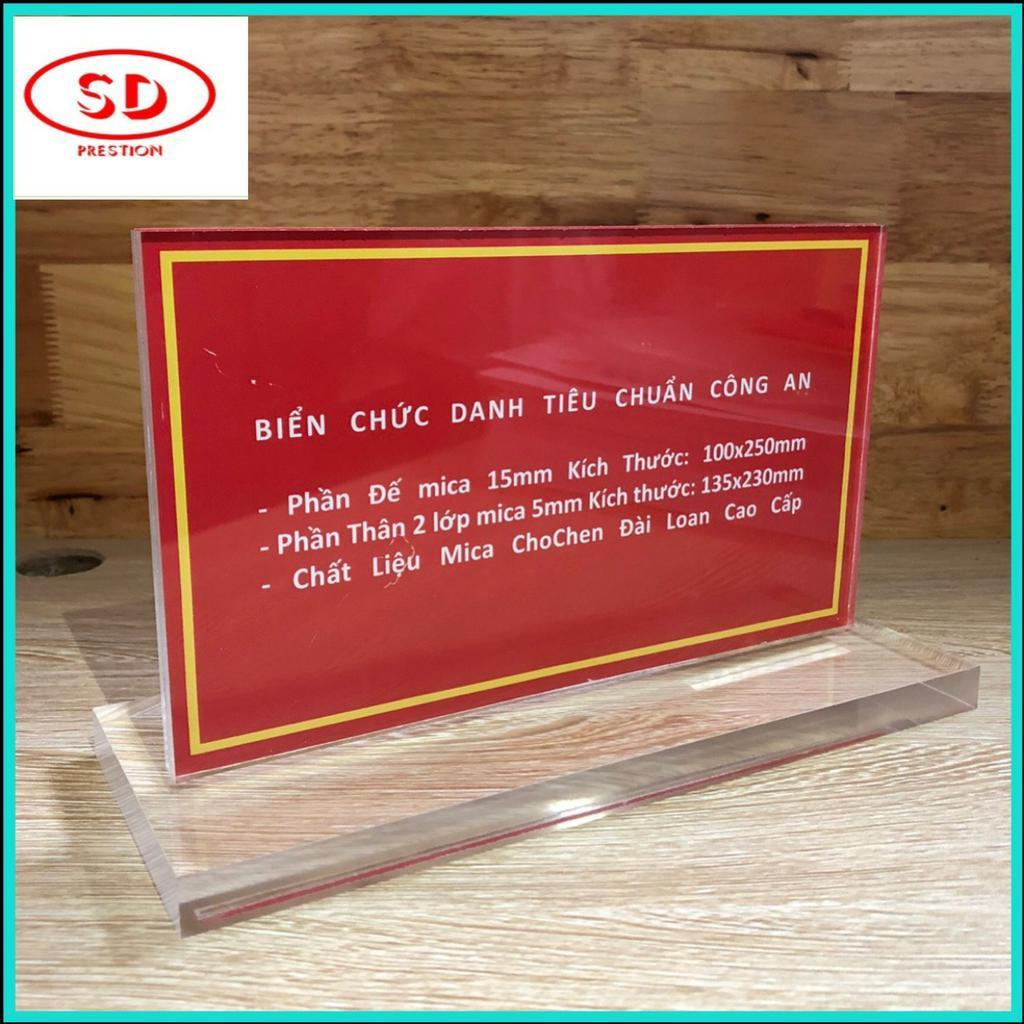 SD
PRESTION
BIỂN CHỨC DANH TIÊU CHUẨN CÔNG AN
- Phần Đế mica 15mm Kích Thước: 100x250mm
- Phần Thân 2 lớp mica 5mm Kích thước: 135x230mm
- Chất Liệu Mica ChoChen Đài Loan Cao Cấp